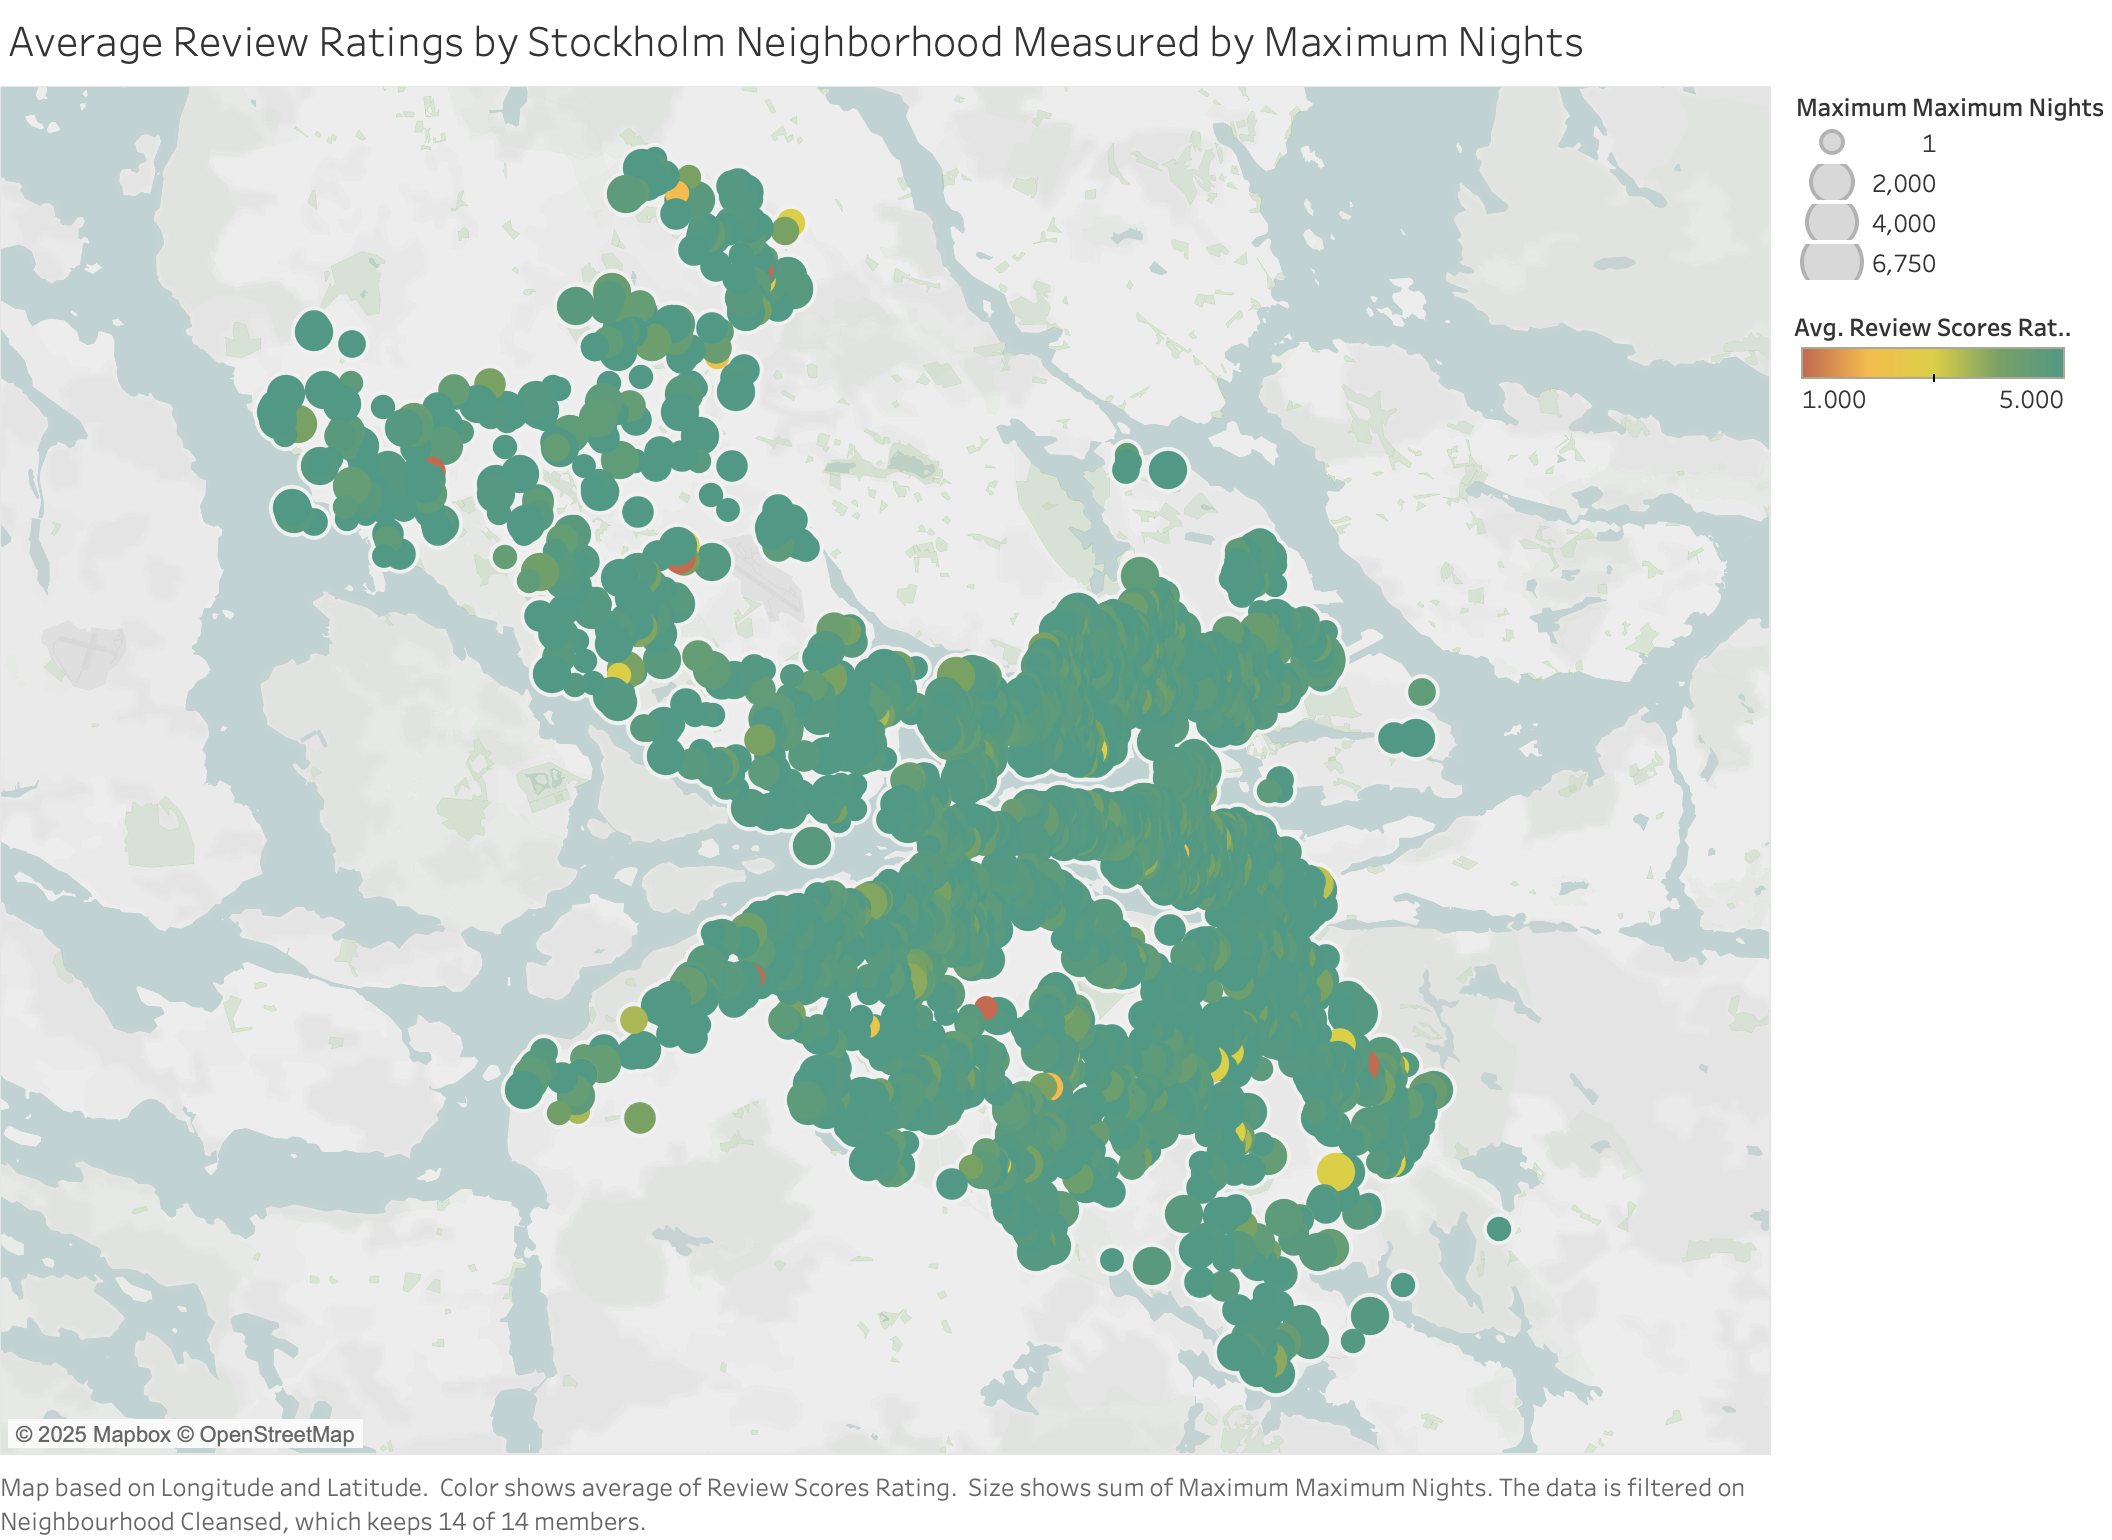 Average Review Ratings by Stockholm Neighborhood Measured by Maximum Nights
Maximum Maximum Nights
1
2,000
4,000
6,750
Avg. Review Scores Rat..
1.000 5.000
© 2025 Mapbox © OpenStreetMap
Map based on Longitude and Latitude. Color shows average of Review Scores Rating. Size shows sum of Maximum Maximum Nights. The data is filtered on
Neighbourhood Cleansed, which keeps 14 of 14 members.